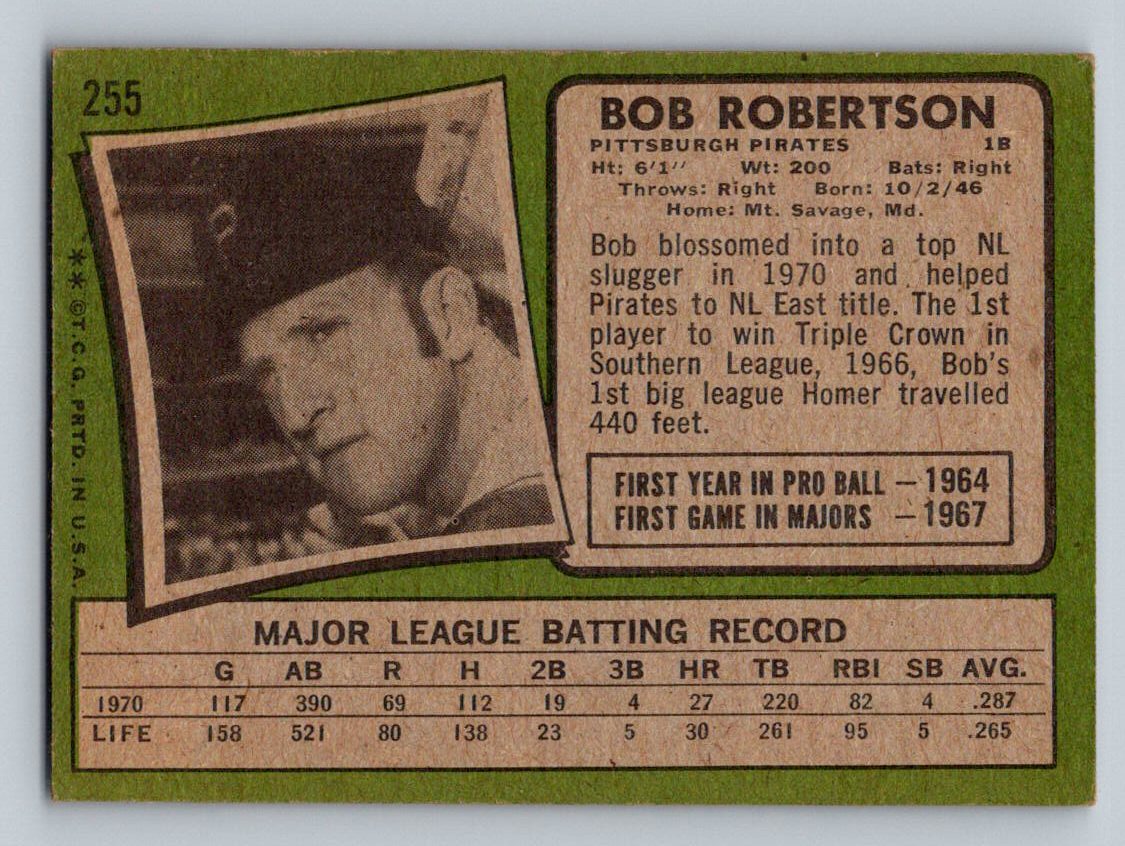 255
BOB ROBERTSON
PITTSBURGH PIRATES 1B
Ht: 6'1'' Wt: 200 Bats: Right
Throws: Right Born: 10/2/46
Home: Mt. Savage, Md.
Bob blossomed into a top NL
slugger in 1970 and helped
Pirates to NL East title. The 1st
player to win Triple Crown in
Southern League, 1966, Bob's
1st big league Homer travelled
440 feet.
FIRST YEAR IN PRO BALL — 1964
FIRST GAME IN MAJORS — 1967
**©T.C.G. PRTD. IN U.S.A.
MAJOR LEAGUE BATTING RECORD
G AB R H 2B 3B HR TB RBI SB AVG.
1970 117 390 69 112 19 4 27 220 82 4 .287
LIFE 158 521 80 138 23 5 30 261 95 5 .265